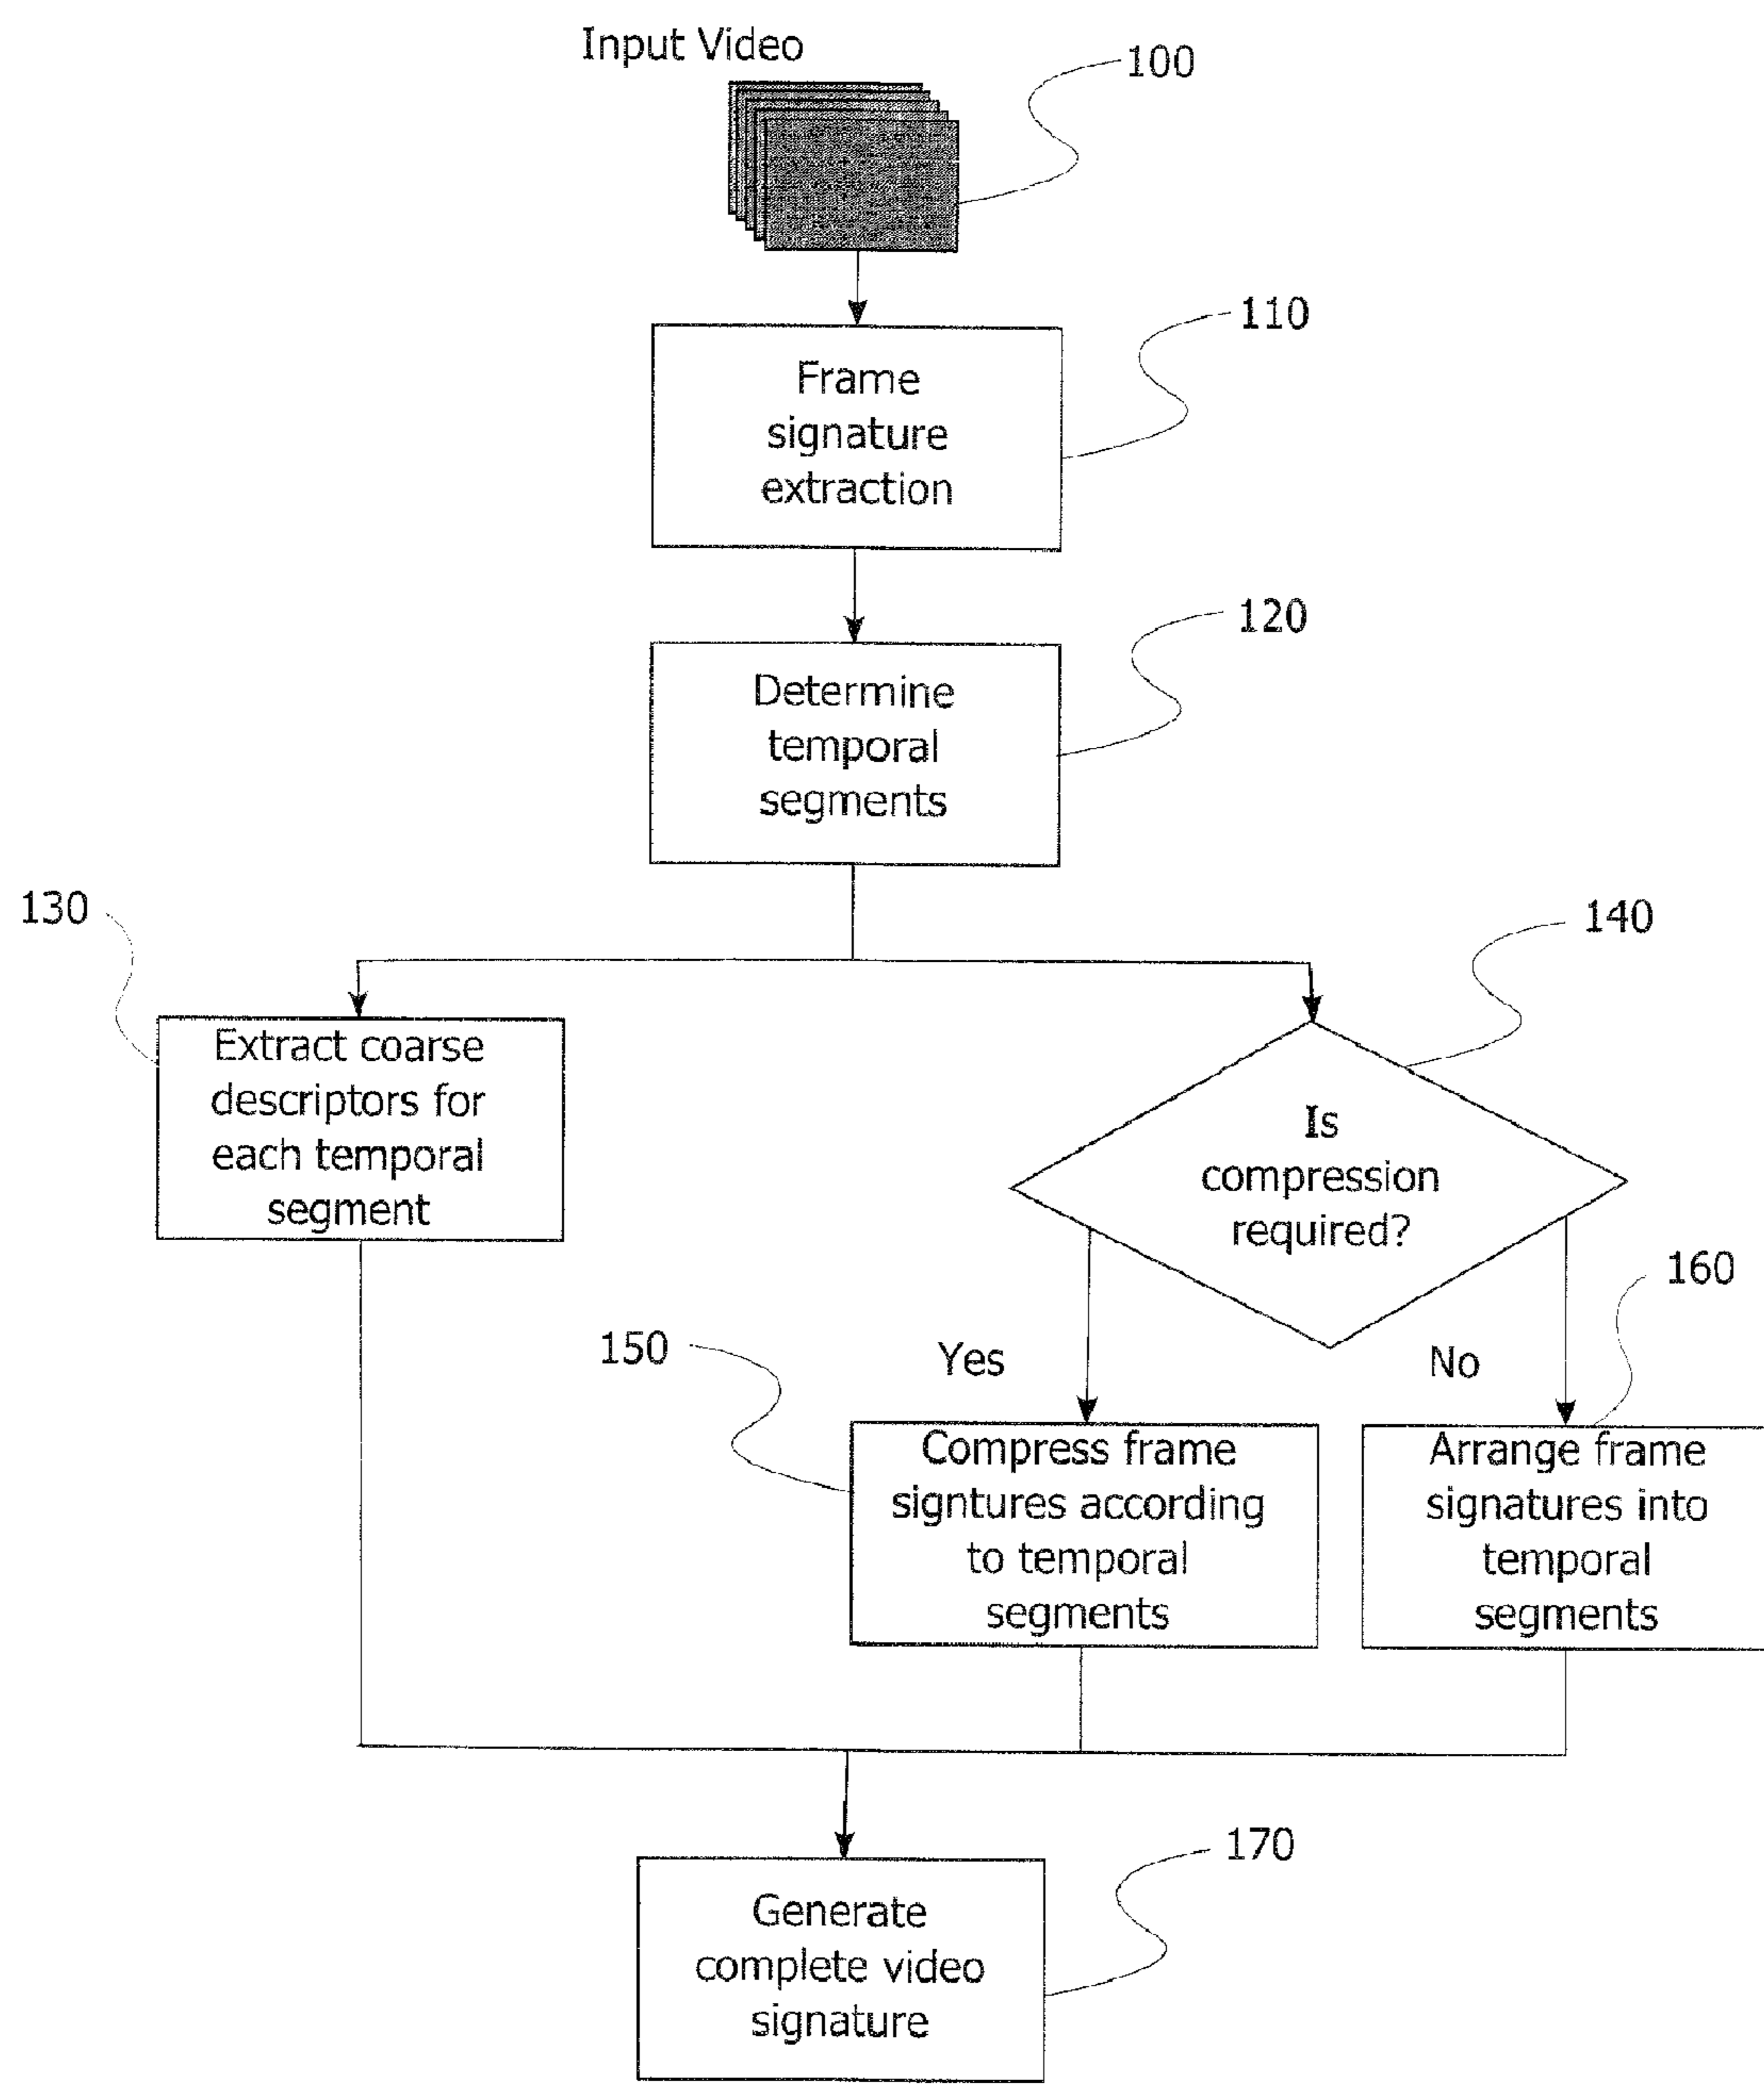 Input Video
100
110
Frame
signature
extraction
120
Determine
temporal
segments
130
140
Extract coarse
descriptors for
each temporal
segment
Is
compression
required?
160
150
Yes
No
Compress frame
signtures according
to temporal
segments
Arrange frame
signatures into
temporal
segments
170
Generate
complete video
signature